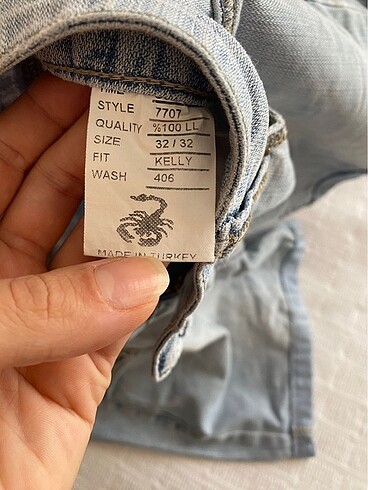 STYLE 7707
QUALITY %100 LL
SIZE 32 / 32
FIT KELLY
WASH 406
MADE IN TURKEY